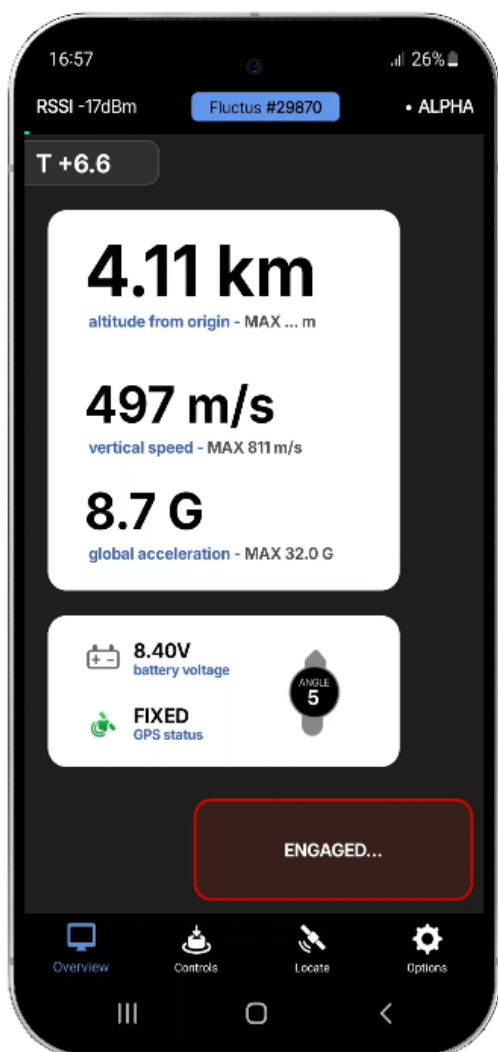 16:57
26%
RSSI -17dBm
Fluctus #29870
• ALPHA
T +6.6
4.11 km
altitude from origin - MAX ... m
497 m/s
vertical speed - MAX 811 m/s
8.7 G
global acceleration - MAX 32.0 G
8.40V
battery voltage
ANGLE
5
FIXED
GPS status
ENGAGED...
Overview
Controls
Locate
Options